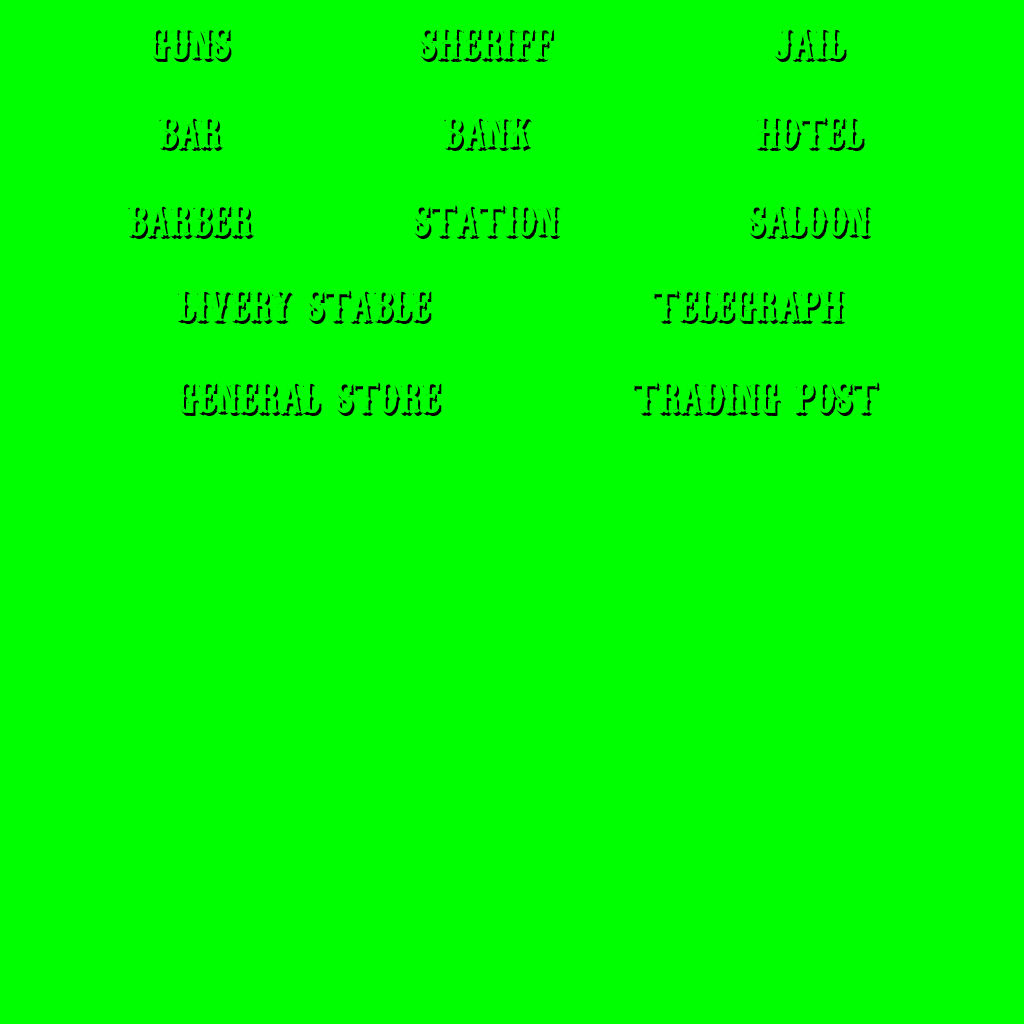 GUNS SHERIFF JAIL
BAR BANK HOTEL
BARBER STATION SALOON
LIVERY STABLE TELEGRAPH
GENERAL STORE TRADING POST